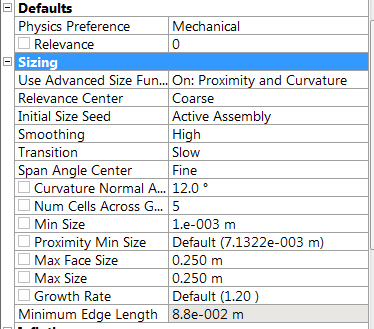 Defaults
Physics Preference Mechanical
Relevance 0
Sizing
Use Advanced Size Fun... On: Proximity and Curvature
Relevance Center Coarse
Initial Size Seed Active Assembly
Smoothing High
Transition Slow
Span Angle Center Fine
Curvature Normal A... 12.0 °
Num Cells Across G... 5
Min Size 1.e-003 m
Proximity Min Size Default (7.1322e-003 m)
Max Face Size 0.250 m
Max Size 0.250 m
Growth Rate Default (1.20 )
Minimum Edge Length 8.8e-002 m